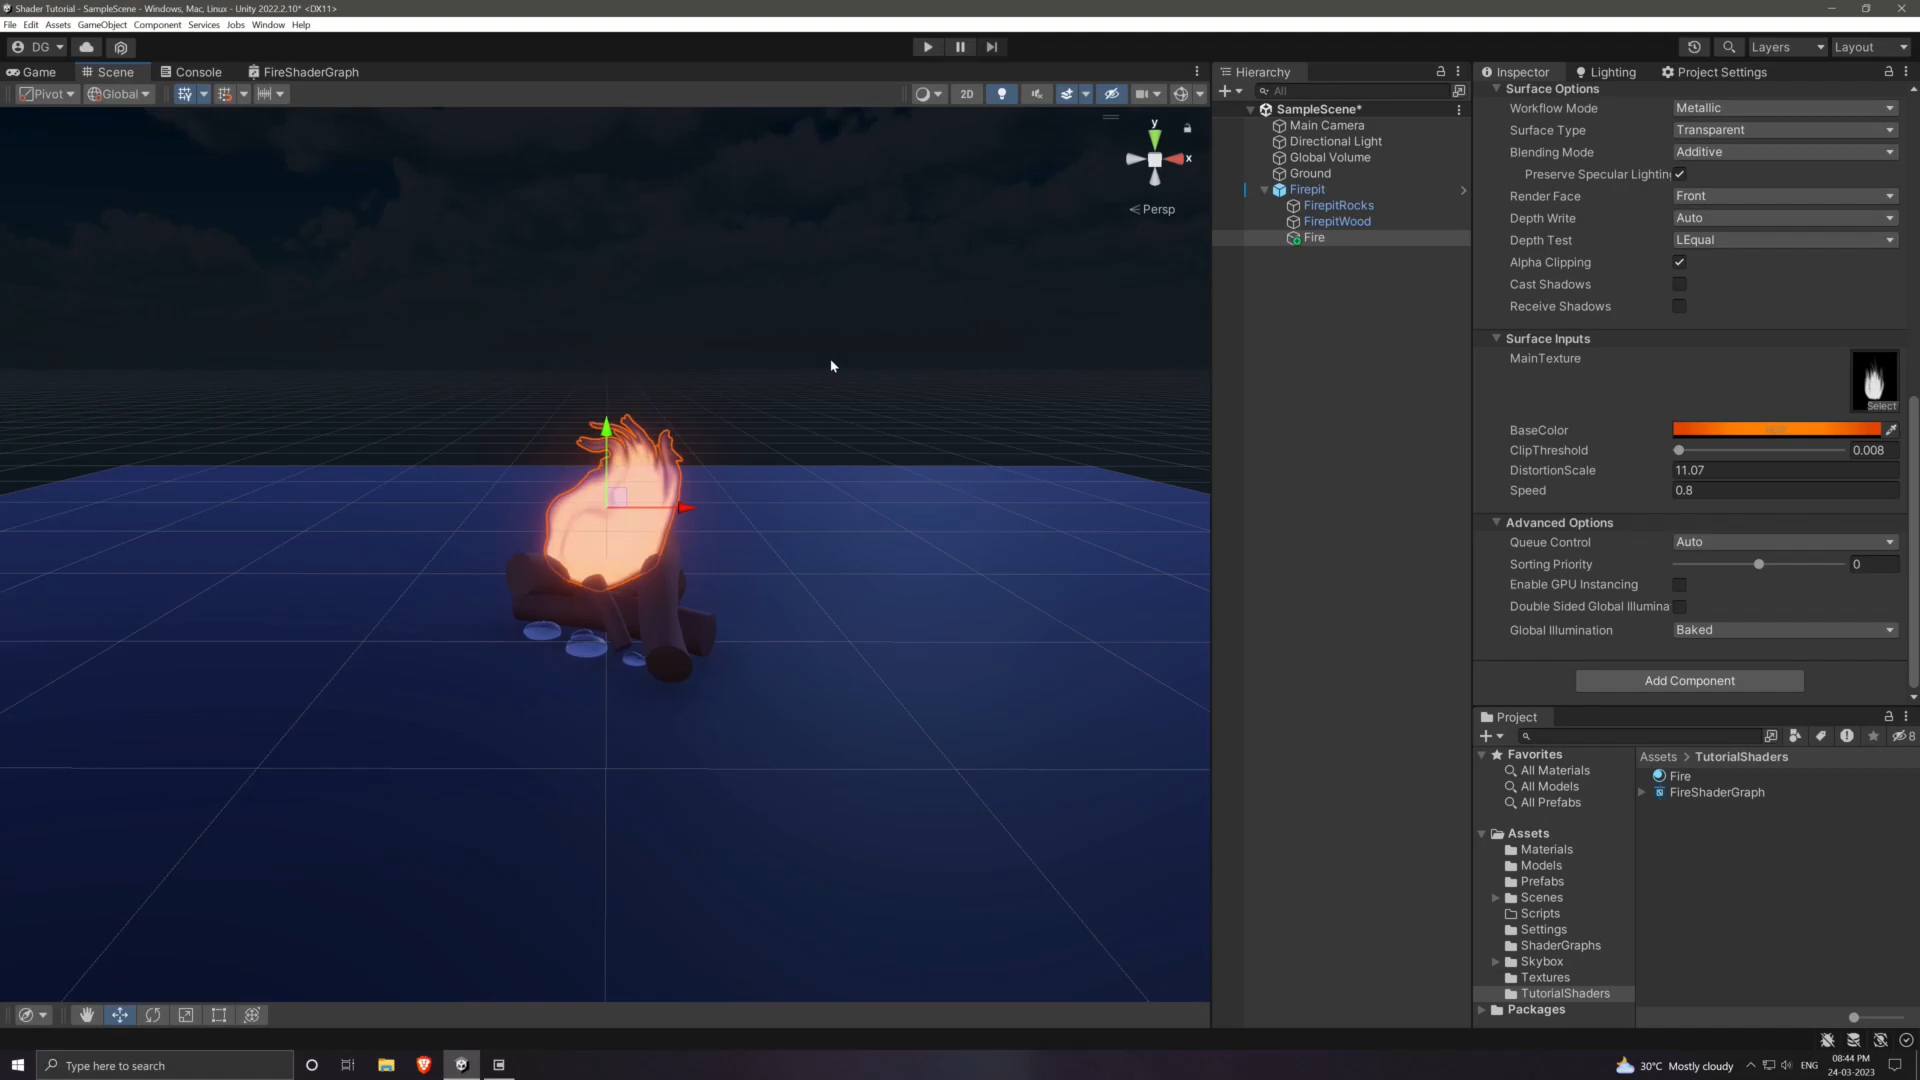 Shader Tutorial - SampleScene - Windows, Mac, Linux - Unity 2022.2.10* <DX11>
File Edit Assets GameObject Component Services Jobs Window Help
DG Layers Layout
Game Scene Console FireShaderGraph
Pivot Global 2D
y
x
Persp
Hierarchy
All
SampleScene*
Main Camera
Directional Light
Global Volume
Ground
Firepit
FirepitRocks
FirepitWood
Fire
Inspector Lighting Project Settings
Surface Options
Workflow Mode Metallic
Surface Type Transparent
Blending Mode Additive
Preserve Specular Lighting
Render Face Front
Depth Write Auto
Depth Test LEqual
Alpha Clipping
Cast Shadows
Receive Shadows
Surface Inputs
MainTexture
Select
BaseColor HDR
ClipThreshold 0.008
DistortionScale 11.07
Speed 0.8
Advanced Options
Queue Control Auto
Sorting Priority 0
Enable GPU Instancing
Double Sided Global Illumina
Global Illumination Baked
Add Component
Project
8
Favorites
All Materials
All Models
All Prefabs
Assets
Materials
Models
Prefabs
Scenes
Scripts
Settings
ShaderGraphs
Skybox
Textures
TutorialShaders
Packages
Assets > TutorialShaders
Fire
FireShaderGraph
Type here to search
30°C Mostly cloudy
ENG
08:44 PM
24-03-2023